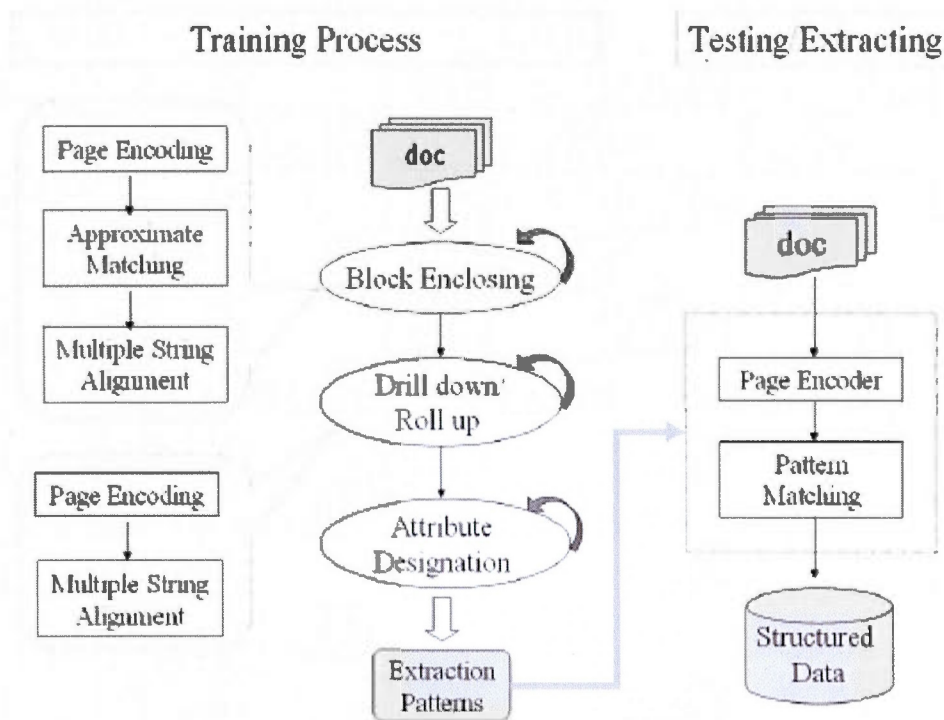 Training Process
Testing/Extracting
Page Encoding
Approximate
Matching
Multiple String
Alignment
Page Encoding
Multiple String
Alignment
doc
Block Enclosing
Drill down/
Roll up
Attribute
Designation
Extraction
Patterns
doc
Page Encoder
Pattern
Matching
Structured
Data